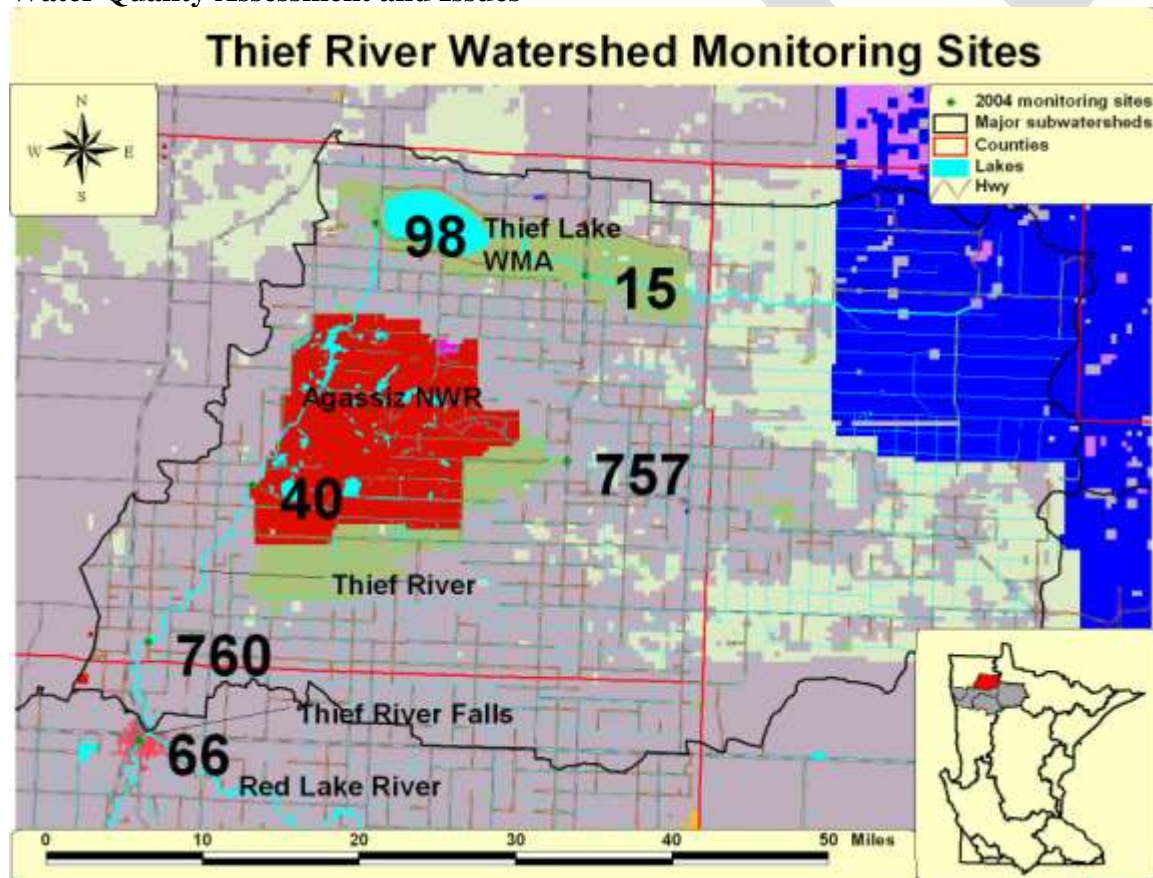 Water Quality Assessment and Issues
Thief River Watershed Monitoring Sites
N
W E
S
2004 monitoring sites
Major subwatersheds
Counties
Lakes
Hwy
98
Thief Lake
WMA
15
Agassiz NWR
757
40
Thief River
760
Thief River Falls
66
Red Lake River
0 10 20 30 40 50 Miles